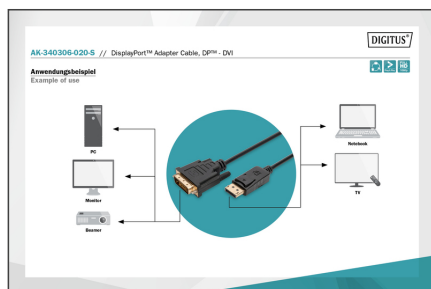 DIGITUS®
AK-340306-020-S // DisplayPort™ Adapter Cable, DP™ - DVI
Anwendungsbeispiel
Example of use
PC
Notebook
Monitor
TV
Beamer